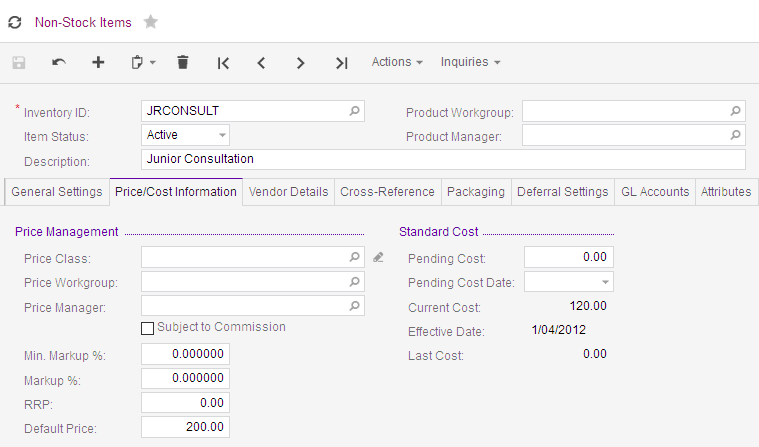 Non-Stock Items
Actions Inquiries
* Inventory ID: JRCONSULT Product Workgroup:
Item Status: Active Product Manager:
Description: Junior Consultation
General Settings Price/Cost Information Vendor Details Cross-Reference Packaging Deferral Settings GL Accounts Attributes
Price Management Standard Cost
Price Class: Pending Cost: 0.00
Price Workgroup: Pending Cost Date:
Price Manager: Current Cost: 120.00
Subject to Commission Effective Date: 1/04/2012
Min. Markup %: 0.000000 Last Cost: 0.00
Markup %: 0.000000
RRP: 0.00
Default Price: 200.00